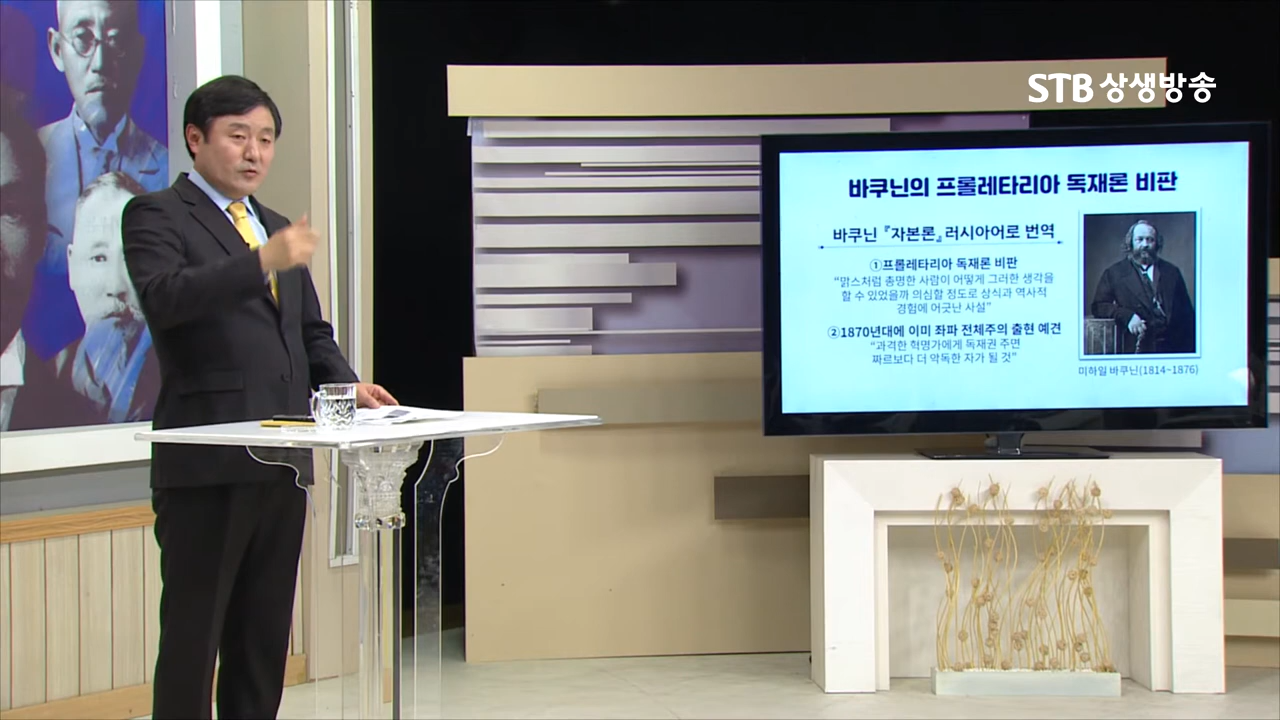 STB 상생방송
바쿠닌의 프롤레타리아 독재론 비판
바쿠닌 『자본론』 러시아어로 번역
①프롤레타리아 독재론 비판
“맑스처럼 총명한 사람이 어떻게 그러한 생각을
할 수 있었을까 의심할 정도로 상식과 역사적
경험에 어긋난 사설”
②1870년대에 이미 좌파 전체주의 출현 예견
“과격한 혁명가에게 독재권 주면
짜르보다 더 악독한 자가 될 것”
미하일 바쿠닌(1814~1876)